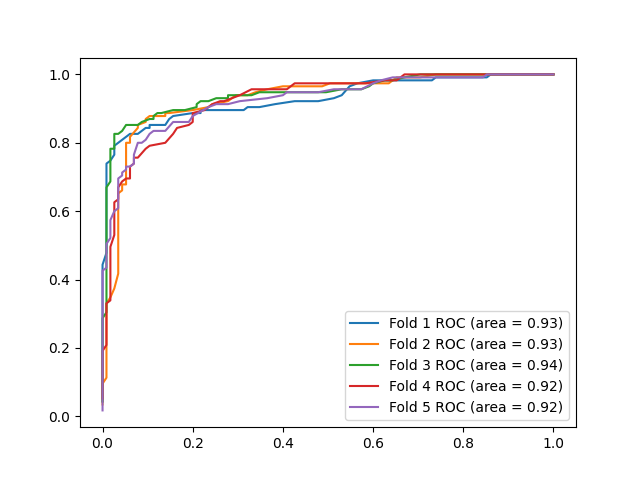 1.0
0.8
0.6
0.4
0.2
0.0
0.0 0.2 0.4 0.6 0.8 1.0
Fold 1 ROC (area = 0.93)
Fold 2 ROC (area = 0.93)
Fold 3 ROC (area = 0.94)
Fold 4 ROC (area = 0.92)
Fold 5 ROC (area = 0.92)